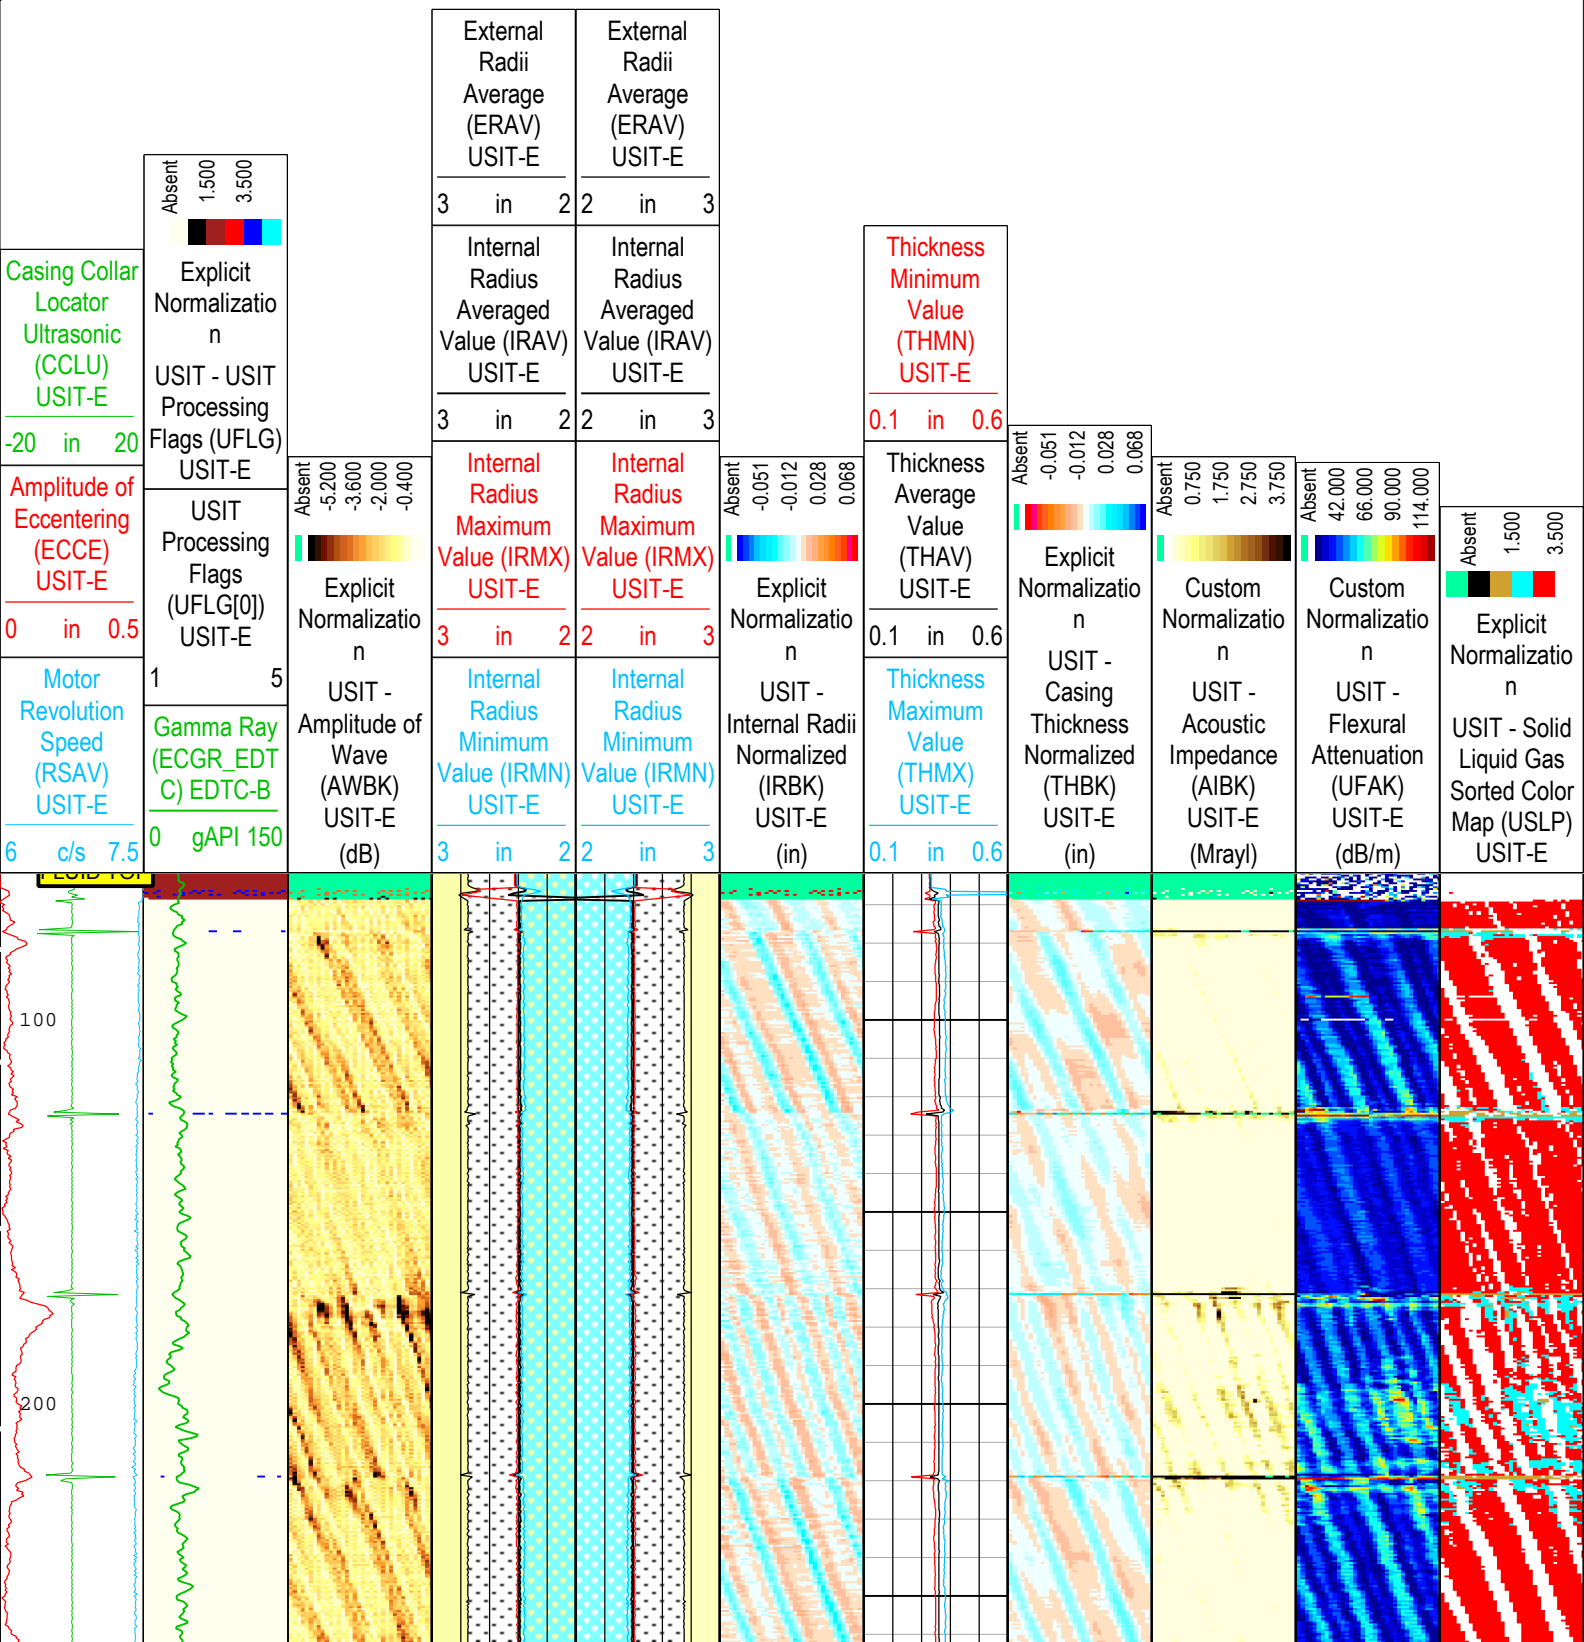 Casing Collar
Locator
Ultrasonic
(CCLU)
USIT-E
-20 in 20
Amplitude of
Eccentering
(ECCE)
USIT-E
0 in 0.5
Motor
Revolution
Speed
(RSAV)
USIT-E
6 c/s 7.5
Absent
1.500
3.500
Explicit
Normalizatio
n
USIT - USIT
Processing
Flags (UFLG)
USIT-E
USIT
Processing
Flags
(UFLG[0])
USIT-E
1 5
Gamma Ray
(ECGR_EDT
C) EDTC-B
0 gAPI 150
Absent
-5.200
-3.600
-2.000
-0.400
Explicit
Normalizatio
n
USIT -
Amplitude of
Wave
(AWBK)
USIT-E
(dB)
External
Radii
Average
(ERAV)
USIT-E
3 in 2
Internal
Radius
Averaged
Value (IRAV)
USIT-E
3 in 2
Internal
Radius
Maximum
Value (IRMX)
USIT-E
3 in 2
Internal
Radius
Minimum
Value (IRMN)
USIT-E
3 in 2
External
Radii
Average
(ERAV)
USIT-E
2 in 3
Internal
Radius
Averaged
Value (IRAV)
USIT-E
2 in 3
Internal
Radius
Maximum
Value (IRMX)
USIT-E
2 in 3
Internal
Radius
Minimum
Value (IRMN)
USIT-E
2 in 3
Absent
-0.051
-0.012
0.028
0.068
Explicit
Normalizatio
n
USIT -
Internal Radii
Normalized
(IRBK)
USIT-E
(in)
Thickness
Minimum
Value
(THMN)
USIT-E
0.1 in 0.6
Thickness
Average
Value
(THAV)
USIT-E
0.1 in 0.6
Thickness
Maximum
Value
(THMX)
USIT-E
0.1 in 0.6
Absent
-0.051
-0.012
0.028
0.068
Explicit
Normalizatio
n
USIT -
Casing
Thickness
Normalized
(THBK)
USIT-E
(in)
Absent
0.750
1.750
2.750
3.750
Custom
Normalizatio
n
USIT -
Acoustic
Impedance
(AIBK)
USIT-E
(Mrayl)
Absent
42.000
66.000
90.000
114.000
Custom
Normalizatio
n
USIT -
Flexural
Attenuation
(UFAK)
USIT-E
(dB/m)
Absent
1.500
3.500
Explicit
Normalizatio
n
USIT - Solid
Liquid Gas
Sorted Color
Map (USLP)
USIT-E
100
200